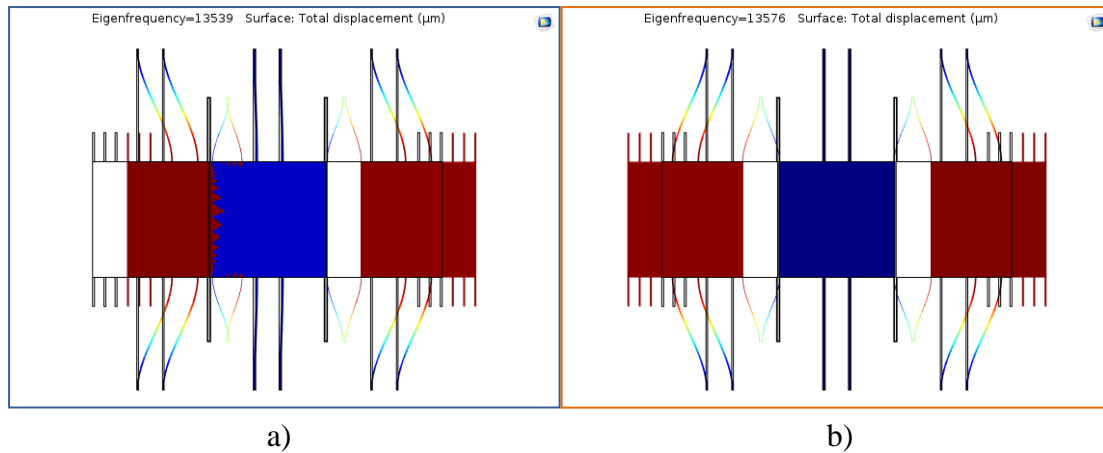 Eigenfrequency=13539   Surface: Total displacement (µm)
Eigenfrequency=13576   Surface: Total displacement (µm)
a)
b)